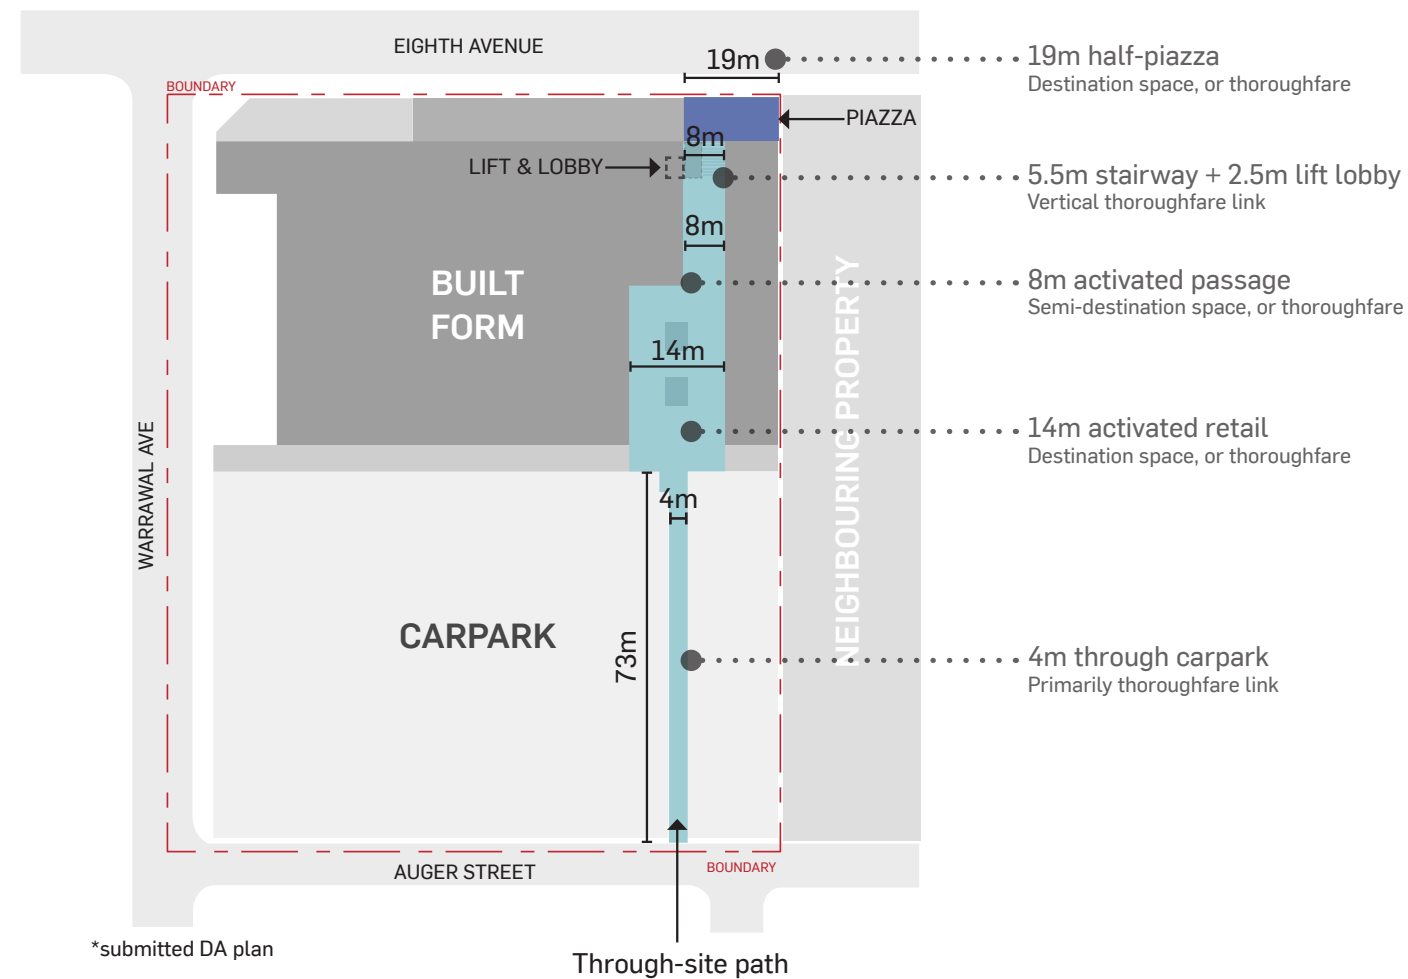 EIGHTH AVENUE
19m
19m half-piazza
Destination space, or thoroughfare
BOUNDARY
PIAZZA
8m
LIFT & LOBBY
5.5m stairway + 2.5m lift lobby
Vertical thoroughfare link
8m
BUILT
FORM
8m activated passage
Semi-destination space, or thoroughfare
14m
NEIGHBOURING PROPERTY
14m activated retail
Destination space, or thoroughfare
WARRAWAL AVE
4m
CARPARK
73m
4m through carpark
Primarily thoroughfare link
BOUNDARY
AUGER STREET
*submitted DA plan
Through-site path